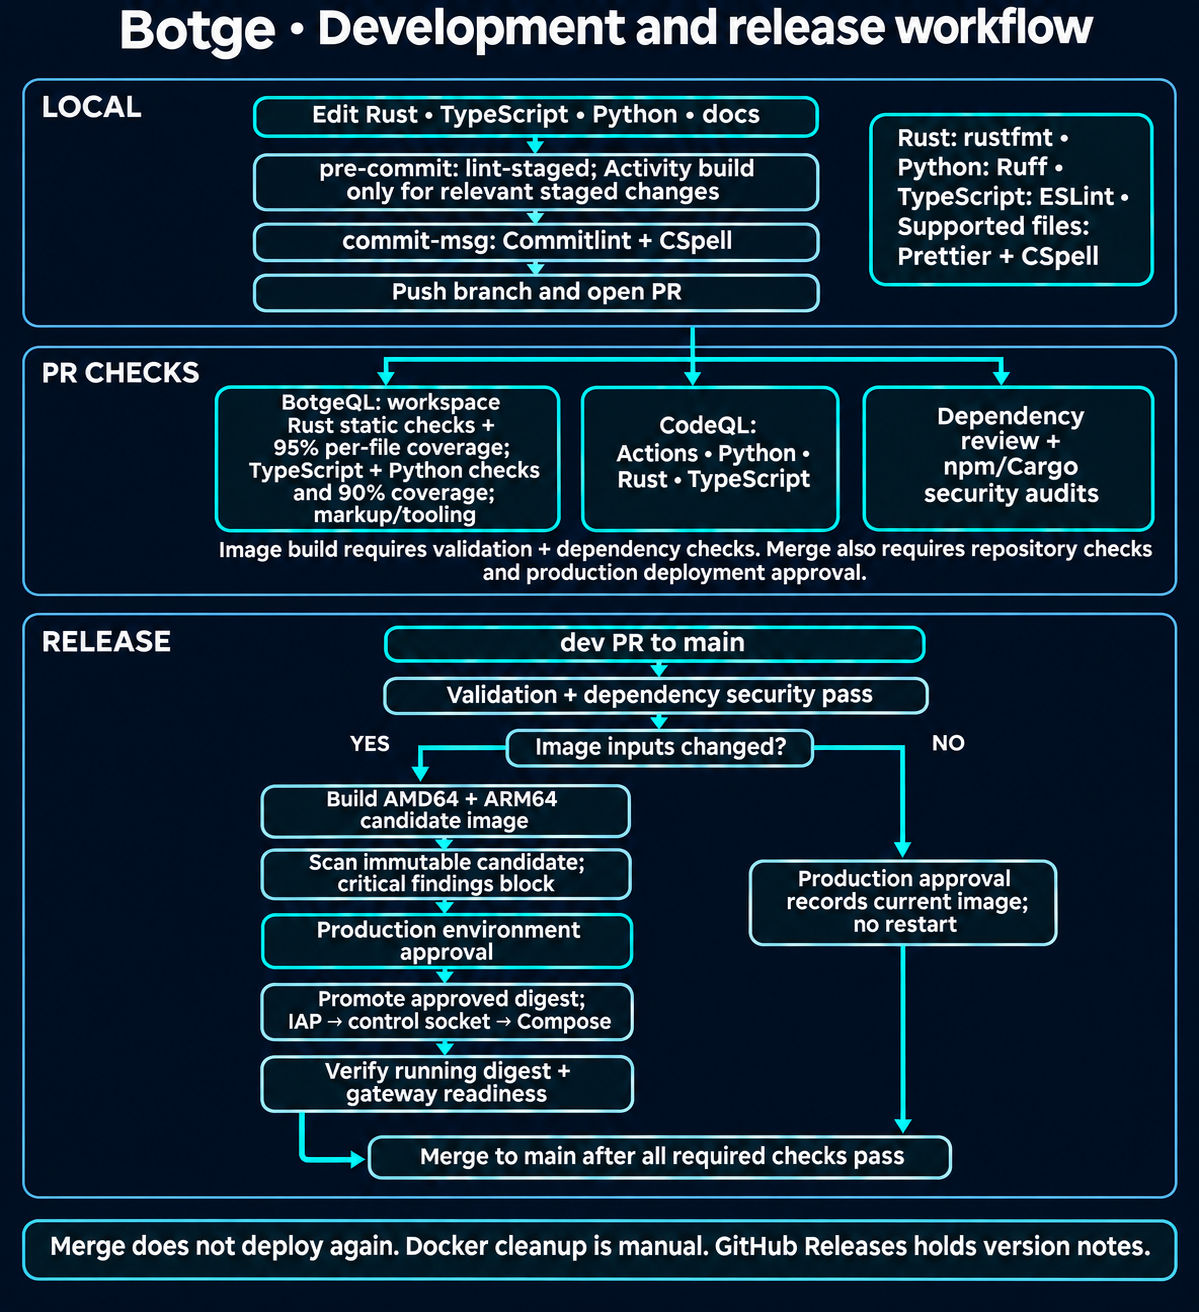 Botge • Development and release workflow
LOCAL
Edit Rust • TypeScript • Python • docs
pre-commit: lint-staged; Activity build
only for relevant staged changes
commit-msg: Commitlint + CSpell
Push branch and open PR
Rust: rustfmt •
Python: Ruff •
TypeScript: ESLint •
Supported files:
Prettier + CSpell
PR CHECKS
BotgeQL: workspace
Rust static checks +
95% per-file coverage;
TypeScript + Python checks
and 90% coverage;
markup/tooling
CodeQL:
Actions • Python •
Rust • TypeScript
Dependency
review +
npm/Cargo
security audits
Image build requires validation + dependency checks. Merge also requires repository checks
and production deployment approval.
RELEASE
dev PR to main
Validation + dependency security pass
Image inputs changed?
YES
NO
Build AMD64 + ARM64
candidate image
Scan immutable candidate;
critical findings block
Production environment
approval
Promote approved digest;
IAP → control socket → Compose
Verify running digest +
gateway readiness
Production approval
records current image;
no restart
Merge to main after all required checks pass
Merge does not deploy again. Docker cleanup is manual. GitHub Releases holds version notes.